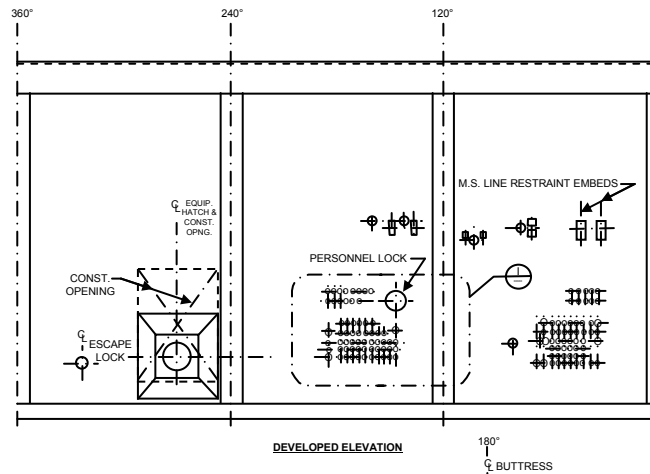 360°
240°
120°
M.S. LINE RESTRAINT EMBEDS
℄ EQUIP.
HATCH &
CONST.
OPNG.
PERSONNEL LOCK
CONST.
OPENING
℄
ESCAPE
LOCK
DEVELOPED ELEVATION
180°
℄ BUTTRESS